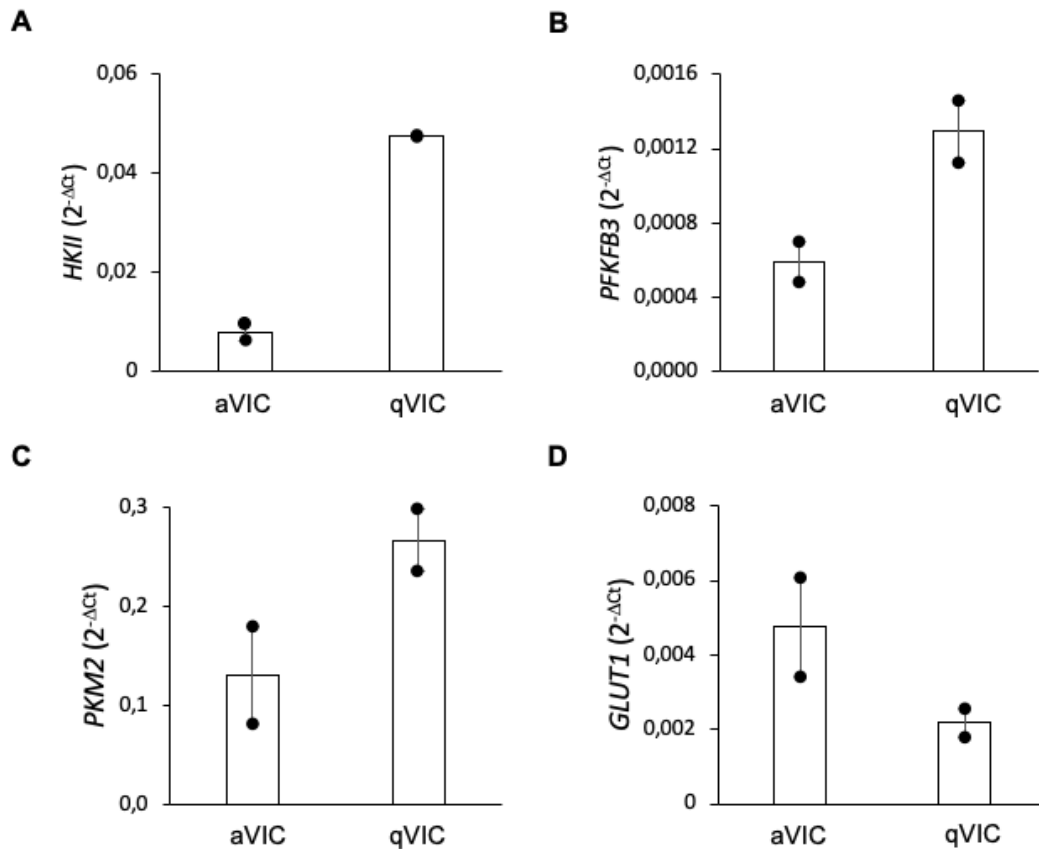 A
0,06
0,04
0,02
0
HKII (2-ΔCt)
aVIC
qVIC
B
0,0016
0,0012
0,0008
0,0004
0,0000
PFKFB3 (2-ΔCt)
aVIC
qVIC
C
0,3
0,2
0,1
0,0
PKM2 (2-ΔCt)
aVIC
qVIC
D
0,008
0,006
0,004
0,002
0
GLUT1 (2-ΔCt)
aVIC
qVIC